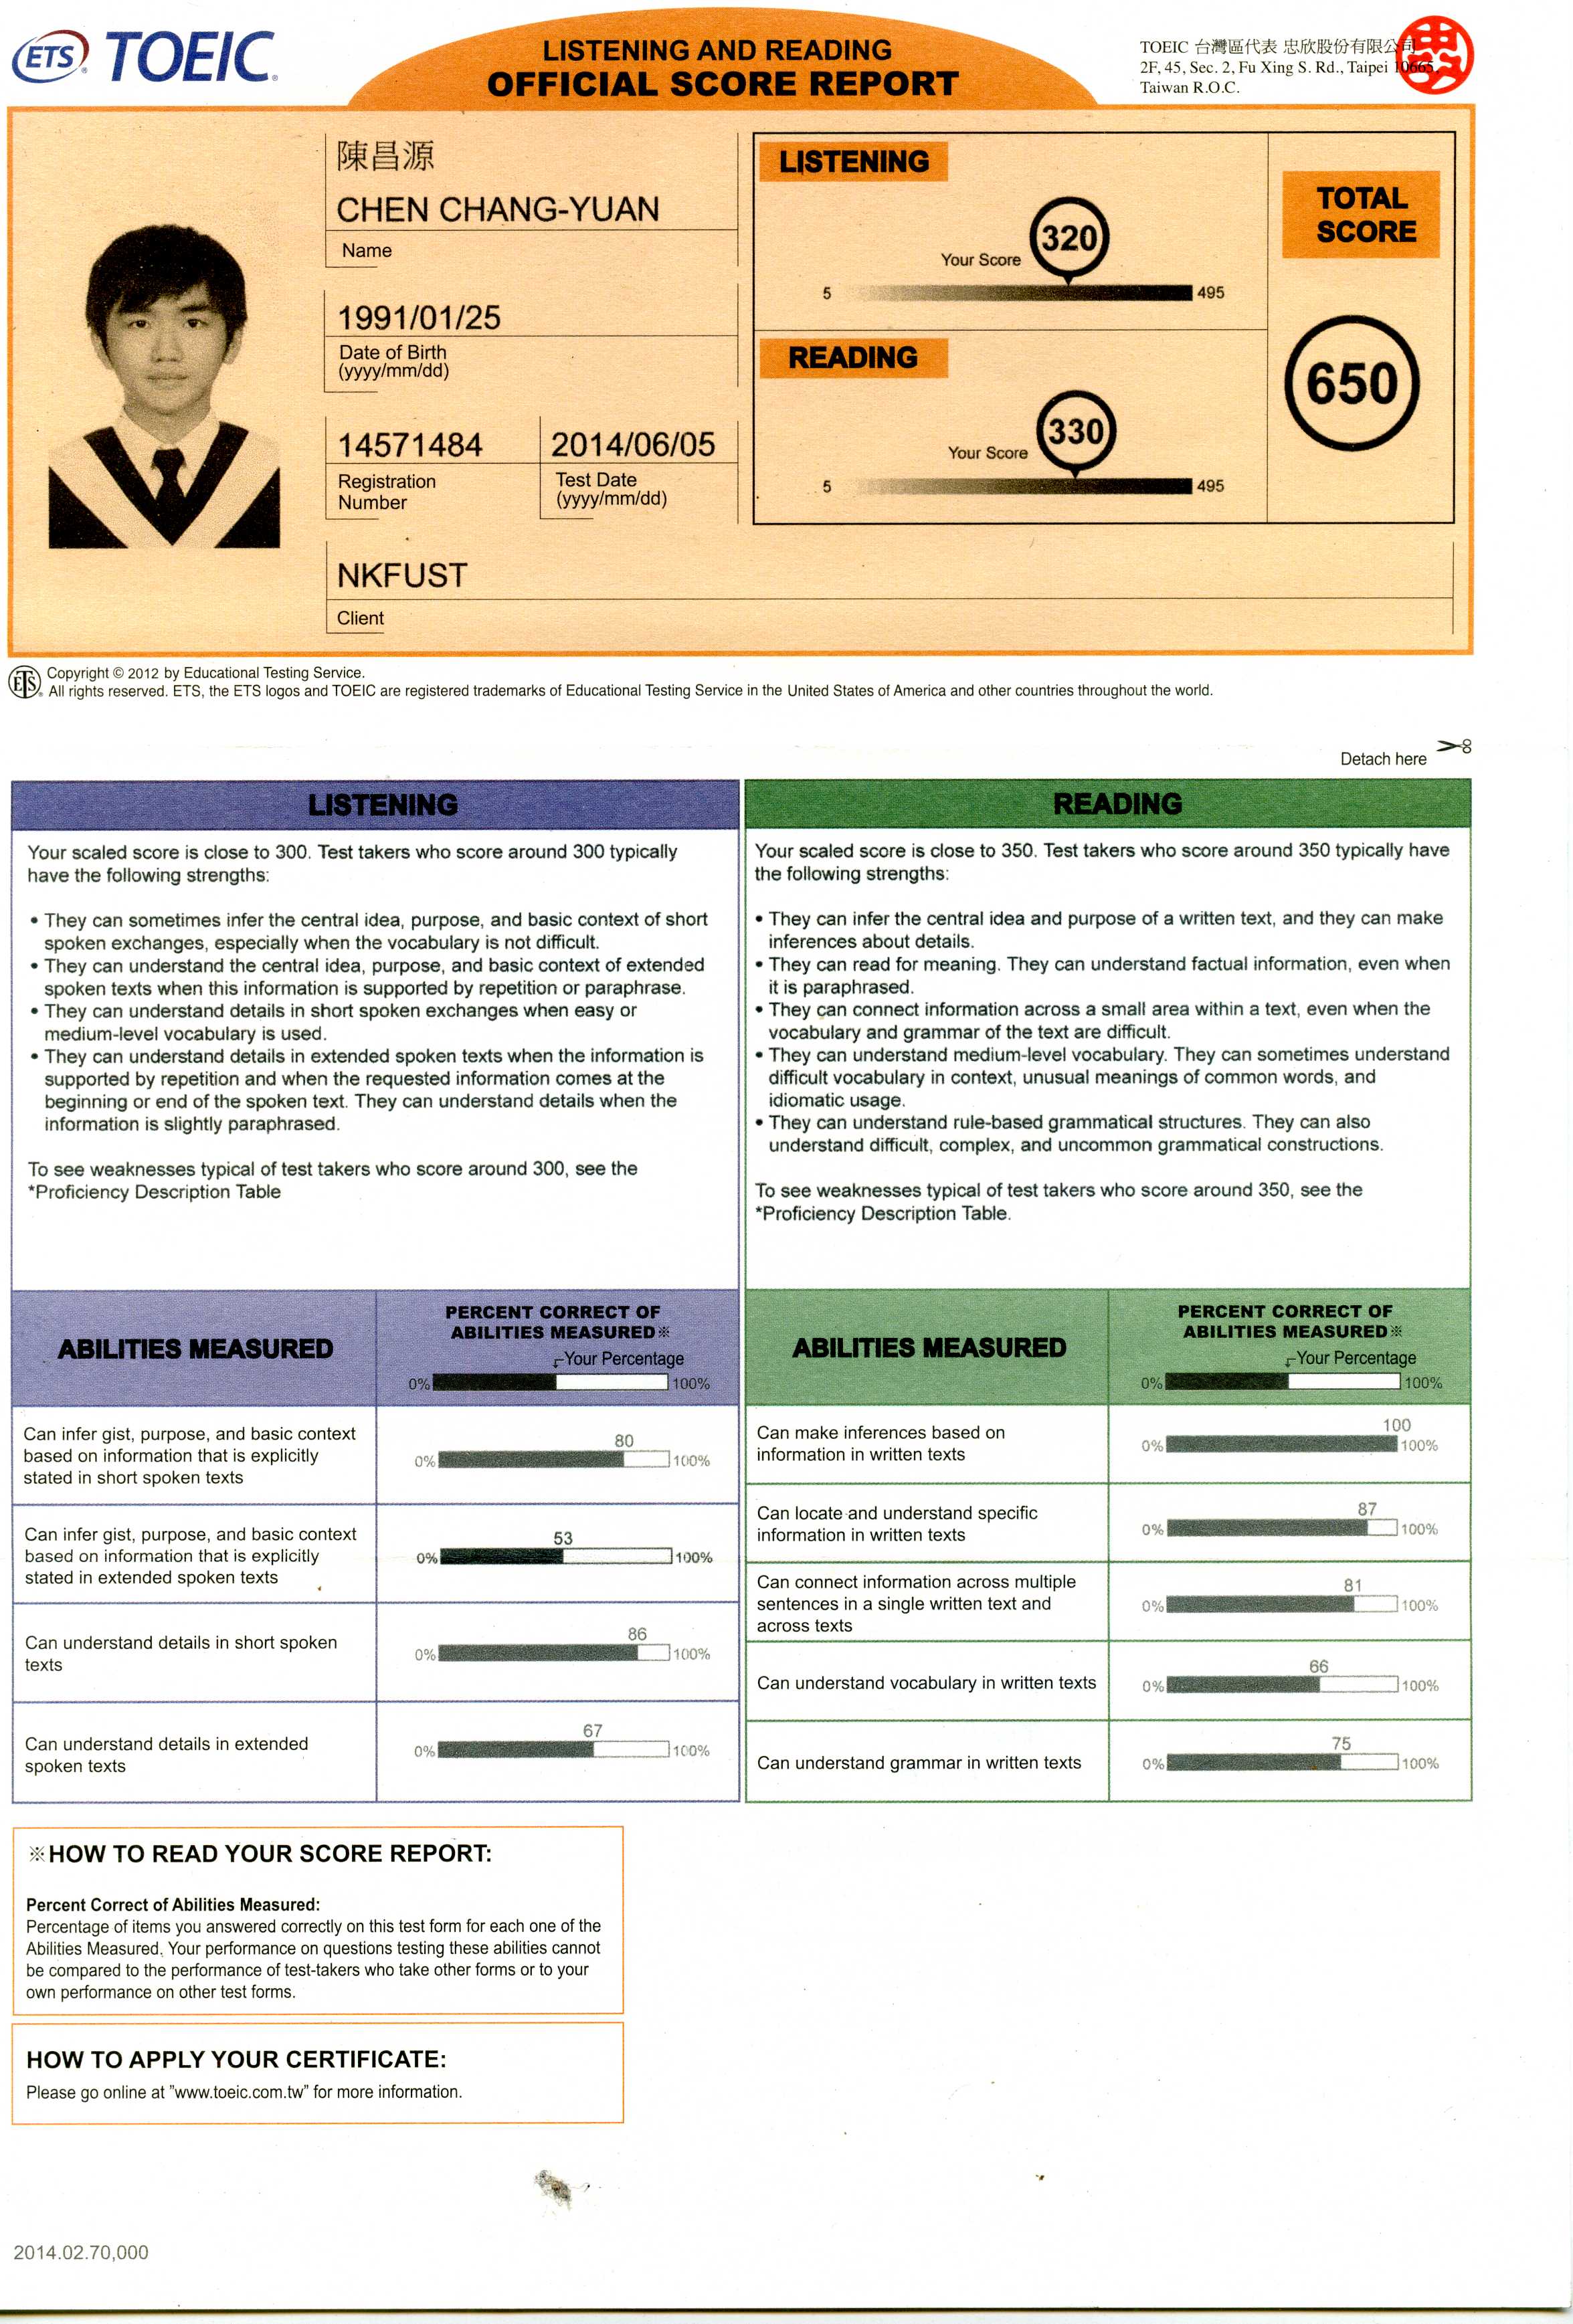 ETS TOEIC®
LISTENING AND READING
OFFICIAL SCORE REPORT
TOEIC 台灣區代表 忠欣股份有限公司
2F, 45, Sec. 2, Fu Xing S. Rd., Taipei 10665,
Taiwan R.O.C.
陳昌源
CHEN CHANG-YUAN
Name
1991/01/25
Date of Birth
(yyyy/mm/dd)
14571484
Registration
Number
2014/06/05
Test Date
(yyyy/mm/dd)
NKFUST
Client
LISTENING
Your Score
320
5
495
READING
Your Score
330
5
495
TOTAL
SCORE
650
ETS® Copyright © 2012 by Educational Testing Service.
All rights reserved. ETS, the ETS logos and TOEIC are registered trademarks of Educational Testing Service in the United States of America and other countries throughout the world.
Detach here
LISTENING
Your scaled score is close to 300. Test takers who score around 300 typically
have the following strengths:
• They can sometimes infer the central idea, purpose, and basic context of short
spoken exchanges, especially when the vocabulary is not difficult.
• They can understand the central idea, purpose, and basic context of extended
spoken texts when this information is supported by repetition or paraphrase.
• They can understand details in short spoken exchanges when easy or
medium-level vocabulary is used.
• They can understand details in extended spoken texts when the information is
supported by repetition and when the requested information comes at the
beginning or end of the spoken text. They can understand details when the
information is slightly paraphrased.
To see weaknesses typical of test takers who score around 300, see the
*Proficiency Description Table
ABILITIES MEASURED
PERCENT CORRECT OF
ABILITIES MEASURED※
Your Percentage
0% 100%
Can infer gist, purpose, and basic context
based on information that is explicitly
stated in short spoken texts
80
0% 100%
Can infer gist, purpose, and basic context
based on information that is explicitly
stated in extended spoken texts
53
0% 100%
Can understand details in short spoken
texts
86
0% 100%
Can understand details in extended
spoken texts
67
0% 100%
READING
Your scaled score is close to 350. Test takers who score around 350 typically have
the following strengths:
• They can infer the central idea and purpose of a written text, and they can make
inferences about details.
• They can read for meaning. They can understand factual information, even when
it is paraphrased.
• They can connect information across a small area within a text, even when the
vocabulary and grammar of the text are difficult.
• They can understand medium-level vocabulary. They can sometimes understand
difficult vocabulary in context, unusual meanings of common words, and
idiomatic usage.
• They can understand rule-based grammatical structures. They can also
understand difficult, complex, and uncommon grammatical constructions.
To see weaknesses typical of test takers who score around 350, see the
*Proficiency Description Table.
ABILITIES MEASURED
PERCENT CORRECT OF
ABILITIES MEASURED※
Your Percentage
0% 100%
Can make inferences based on
information in written texts
100
0% 100%
Can locate and understand specific
information in written texts
87
0% 100%
Can connect information across multiple
sentences in a single written text and
across texts
81
0% 100%
Can understand vocabulary in written texts
66
0% 100%
Can understand grammar in written texts
75
0% 100%
※HOW TO READ YOUR SCORE REPORT:
Percent Correct of Abilities Measured:
Percentage of items you answered correctly on this test form for each one of the
Abilities Measured. Your performance on questions testing these abilities cannot
be compared to the performance of test-takers who take other forms or to your
own performance on other test forms.
HOW TO APPLY YOUR CERTIFICATE:
Please go online at ”www.toeic.com.tw” for more information.
2014.02.70,000